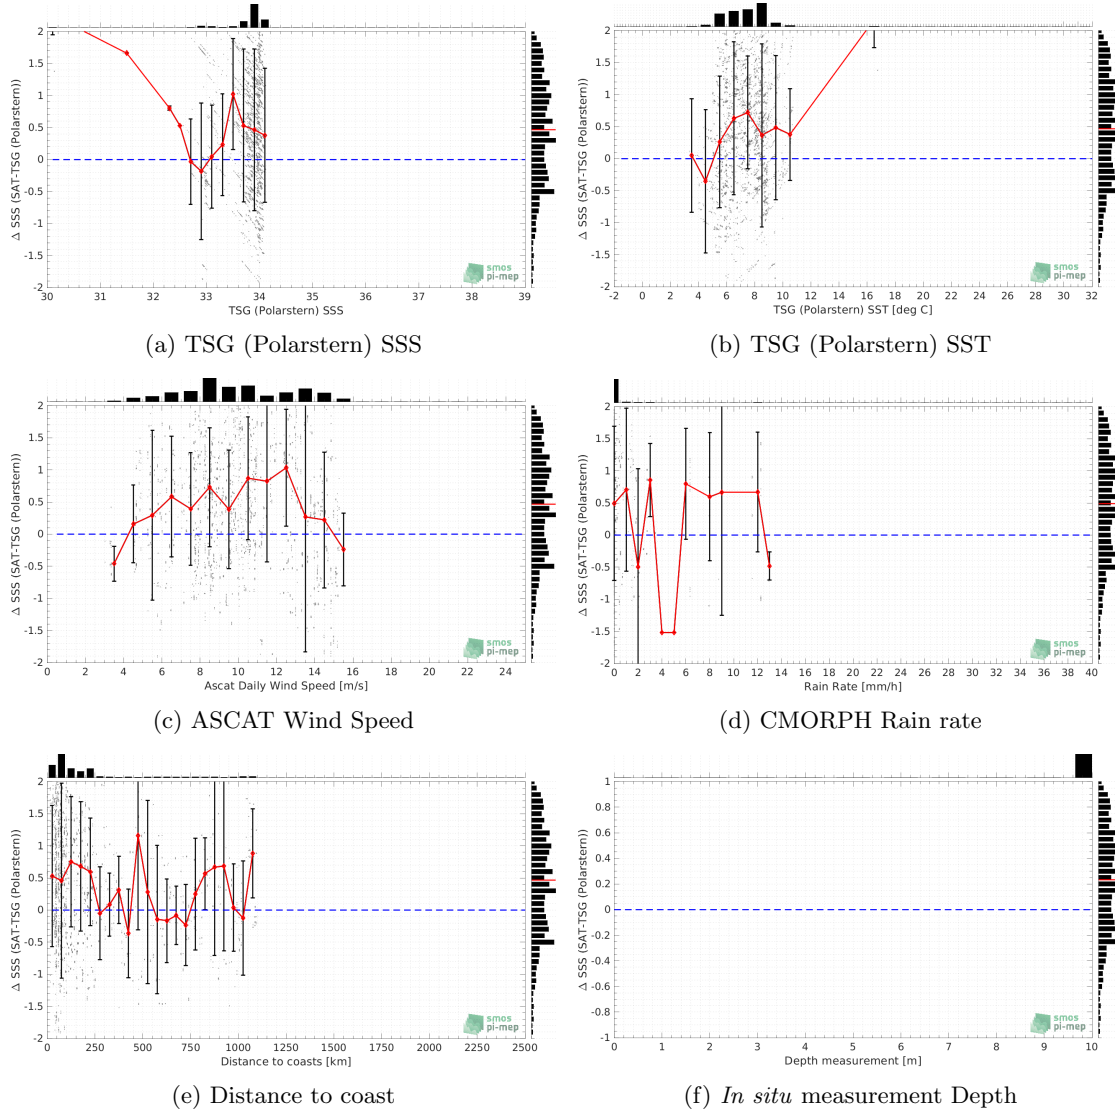 2
1.5
1
0.5
0
-0.5
-1
-1.5
-2
Δ SSS (SAT-TSG (Polarstern))
30 31 32 33 34 35 36 37 38 39
TSG (Polarstern) SSS
smos
pi-mep
(a) TSG (Polarstern) SSS
2
1.5
1
0.5
0
-0.5
-1
-1.5
-2
Δ SSS (SAT-TSG (Polarstern))
-2 0 2 4 6 8 10 12 14 16 18 20 22 24 26 28 30 32
TSG (Polarstern) SST [deg C]
smos
pi-mep
(b) TSG (Polarstern) SST
2
1.5
1
0.5
0
-0.5
-1
-1.5
-2
Δ SSS (SAT-TSG (Polarstern))
0 2 4 6 8 10 12 14 16 18 20 22 24
Ascat Daily Wind Speed [m/s]
smos
pi-mep
(c) ASCAT Wind Speed
2
1.5
1
0.5
0
-0.5
-1
-1.5
-2
Δ SSS (SAT-TSG (Polarstern))
0 2 4 6 8 10 12 14 16 18 20 22 24 26 28 30 32 34 36 38 40
Rain Rate [mm/h]
smos
pi-mep
(d) CMORPH Rain rate
2
1.5
1
0.5
0
-0.5
-1
-1.5
-2
Δ SSS (SAT-TSG (Polarstern))
0 250 500 750 1000 1250 1500 1750 2000 2250 2500
Distance to coasts [km]
smos
pi-mep
(e) Distance to coast
1
0.8
0.6
0.4
0.2
0
-0.2
-0.4
-0.6
-0.8
-1
Δ SSS (SAT-TSG (Polarstern))
0 1 2 3 4 5 6 7 8 9 10
Depth measurement [m]
smos
pi-mep
(f) In situ measurement Depth